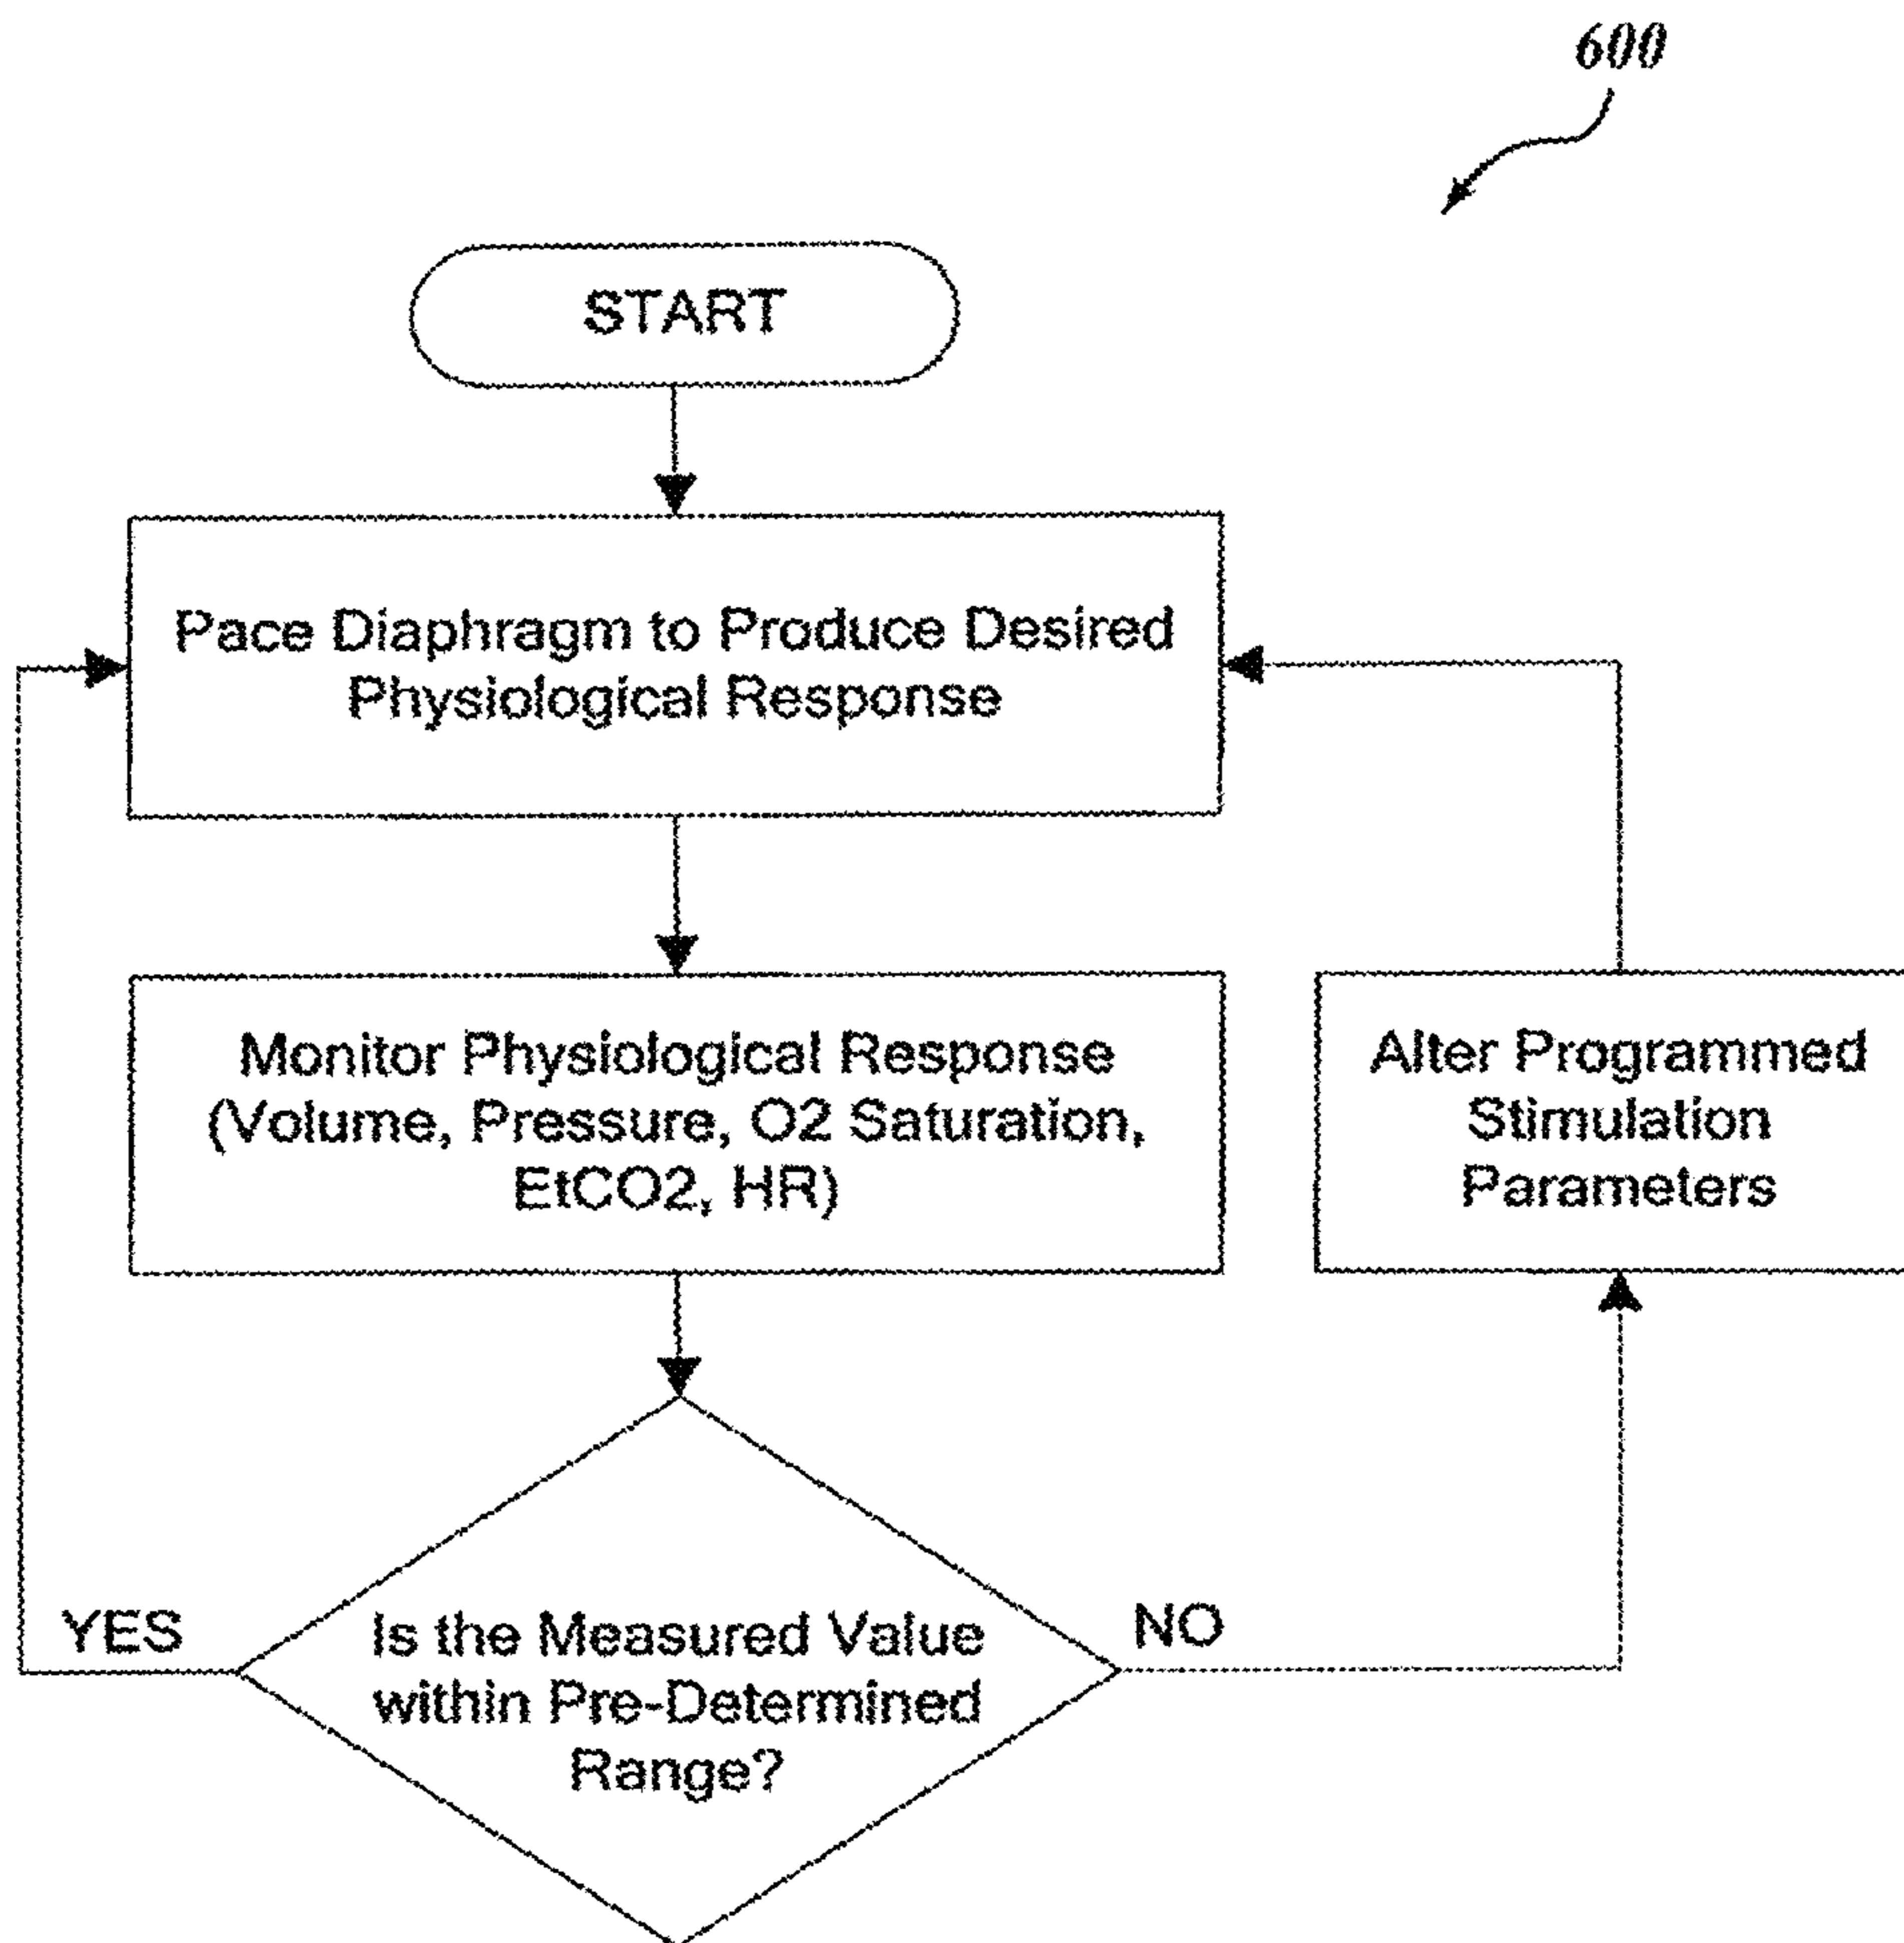 600
START
Pace Diaphragm to Produce Desired
Physiological Response
Monitor Physiological Response
(Volume, Pressure, O2 Saturation,
EtCO2, HR)
Alter Programmed
Stimulation
Parameters
YES
Is the Measured Value
within Pre-Determined
Range?
NO